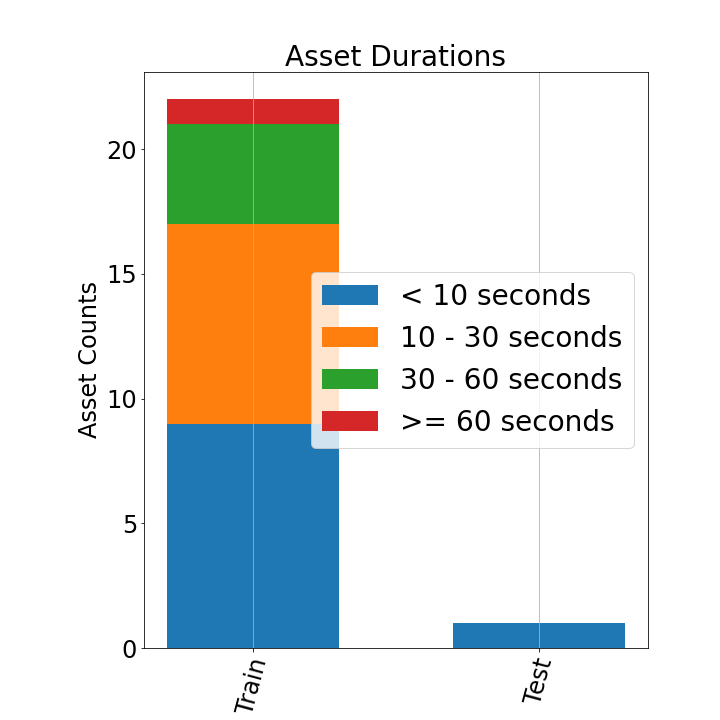 Asset Durations
Asset Counts
20
15
10
5
0
< 10 seconds
10 - 30 seconds
30 - 60 seconds
>= 60 seconds
Train
Test